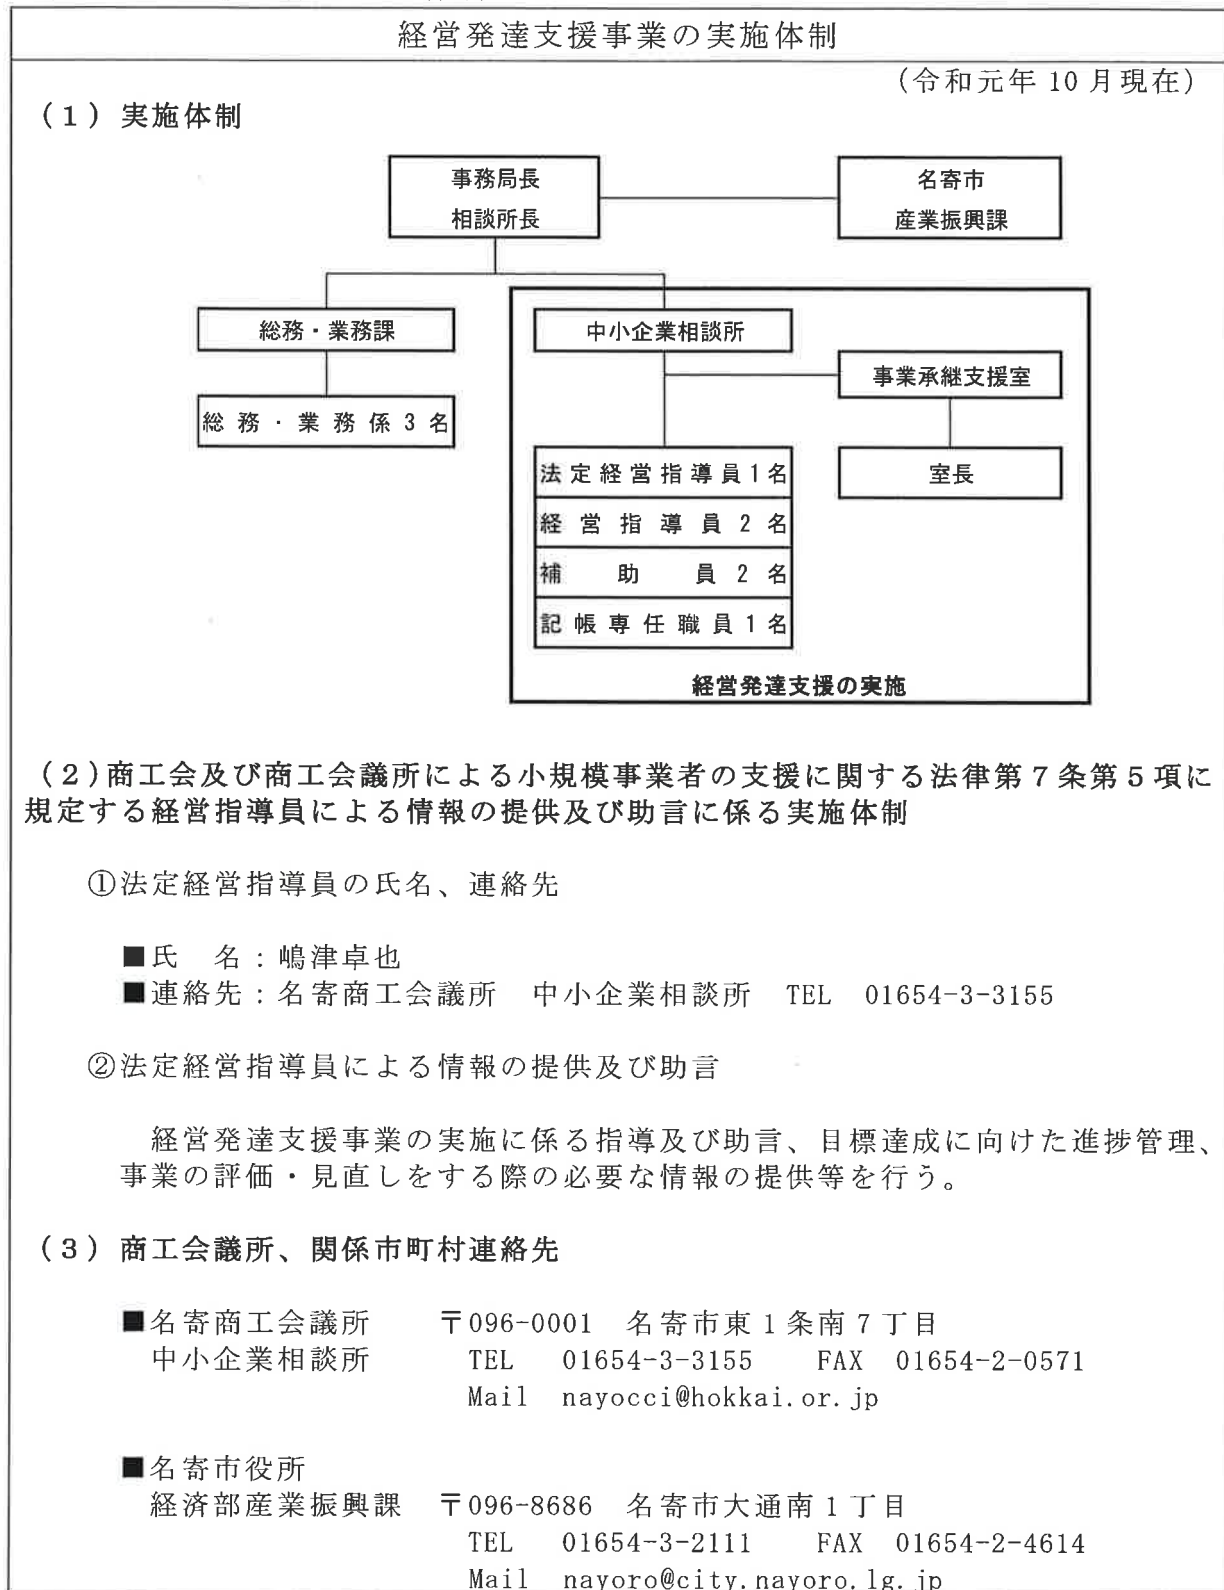 経営発達支援事業の実施体制
(令和元年10月現在)
(1)実施体制
事務局長
相談所長
名寄市
産業振興課
総務・業務課
中小企業相談所
事業承継支援室
総務・業務係3名
法定経営指導員1名
室長
経営指導員2名
補助員2名
記帳専任職員1名
経営発達支援の実施
(2)商工会及び商工会議所による小規模事業者の支援に関する法律第7条第5項に
規定する経営指導員による情報の提供及び助言に係る実施体制
①法定経営指導員の氏名、連絡先
■氏 名:嶋津卓也
■連絡先:名寄商工会議所 中小企業相談所 TEL 01654-3-3155
②法定経営指導員による情報の提供及び助言
経営発達支援事業の実施に係る指導及び助言、目標達成に向けた進捗管理、
事業の評価・見直しをする際の必要な情報の提供等を行う。
(3)商工会議所、関係市町村連絡先
■名寄商工会議所 〒096-0001 名寄市東1条南7丁目
中小企業相談所 TEL 01654-3-3155 FAX 01654-2-0571
Mail nayocci@hokkai.or.jp
■名寄市役所
経済部産業振興課 〒096-8686 名寄市大通南1丁目
TEL 01654-3-2111 FAX 01654-2-4614
Mail nayoro@city.nayoro.lg.jp